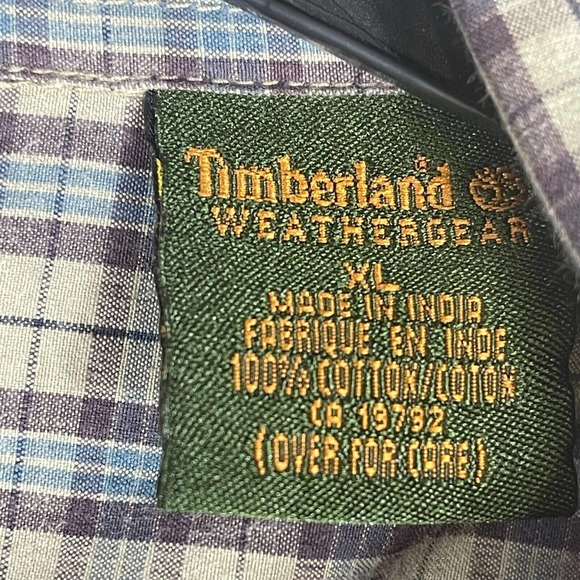 Timberland®
WEATHERGEAR
XL
MADE IN INDIA
FABRIQUE EN INDE
100% COTTON/COTON
CA 19792
(OVER FOR CARE)